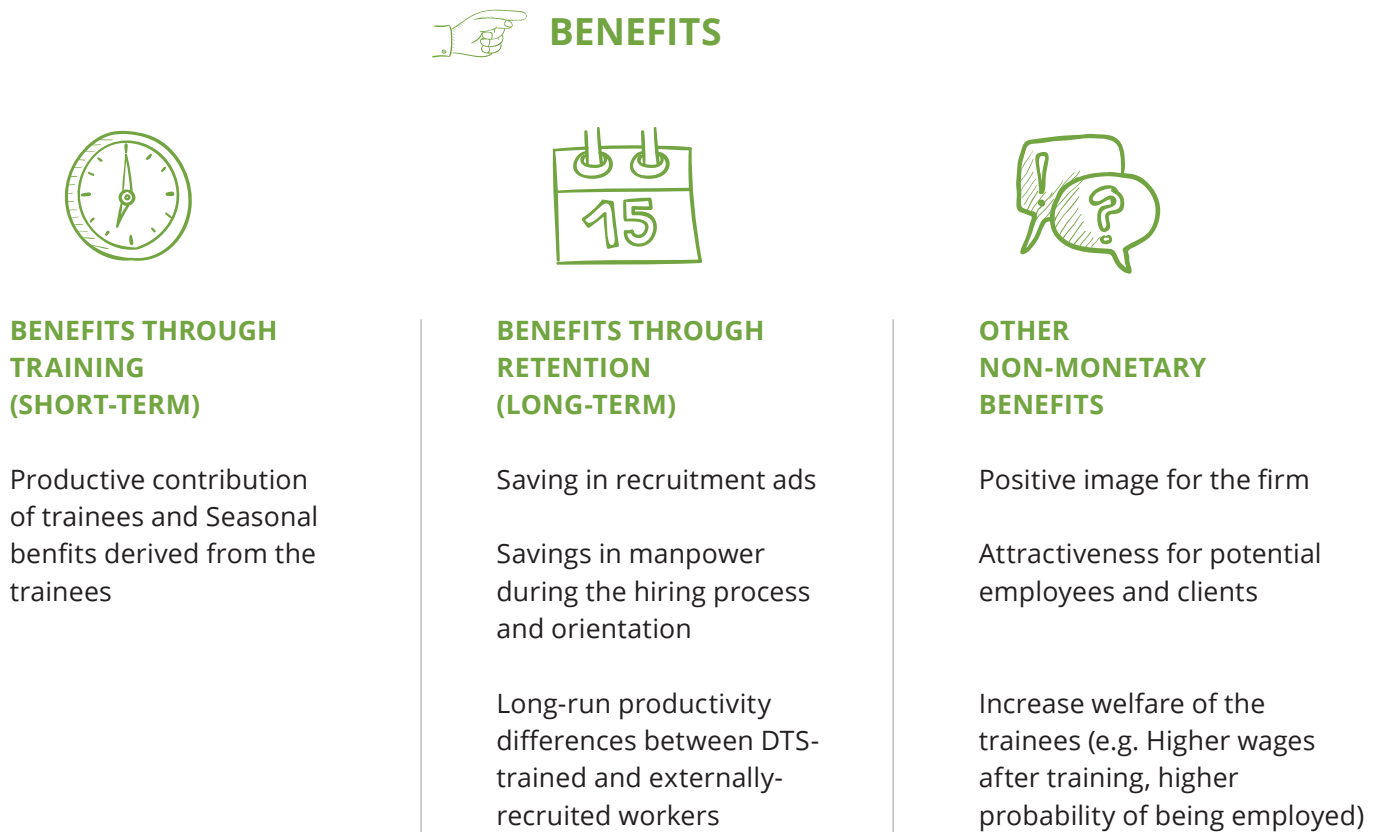 BENEFITS
15
!
?
BENEFITS THROUGH
TRAINING
(SHORT-TERM)
Productive contribution
of trainees and Seasonal
benfits derived from the
trainees
BENEFITS THROUGH
RETENTION
(LONG-TERM)
Saving in recruitment ads
Savings in manpower
during the hiring process
and orientation
Long-run productivity
differences between DTS-
trained and externally-
recruited workers
OTHER
NON-MONETARY
BENEFITS
Positive image for the firm
Attractiveness for potential
employees and clients
Increase welfare of the
trainees (e.g. Higher wages
after training, higher
probability of being employed)